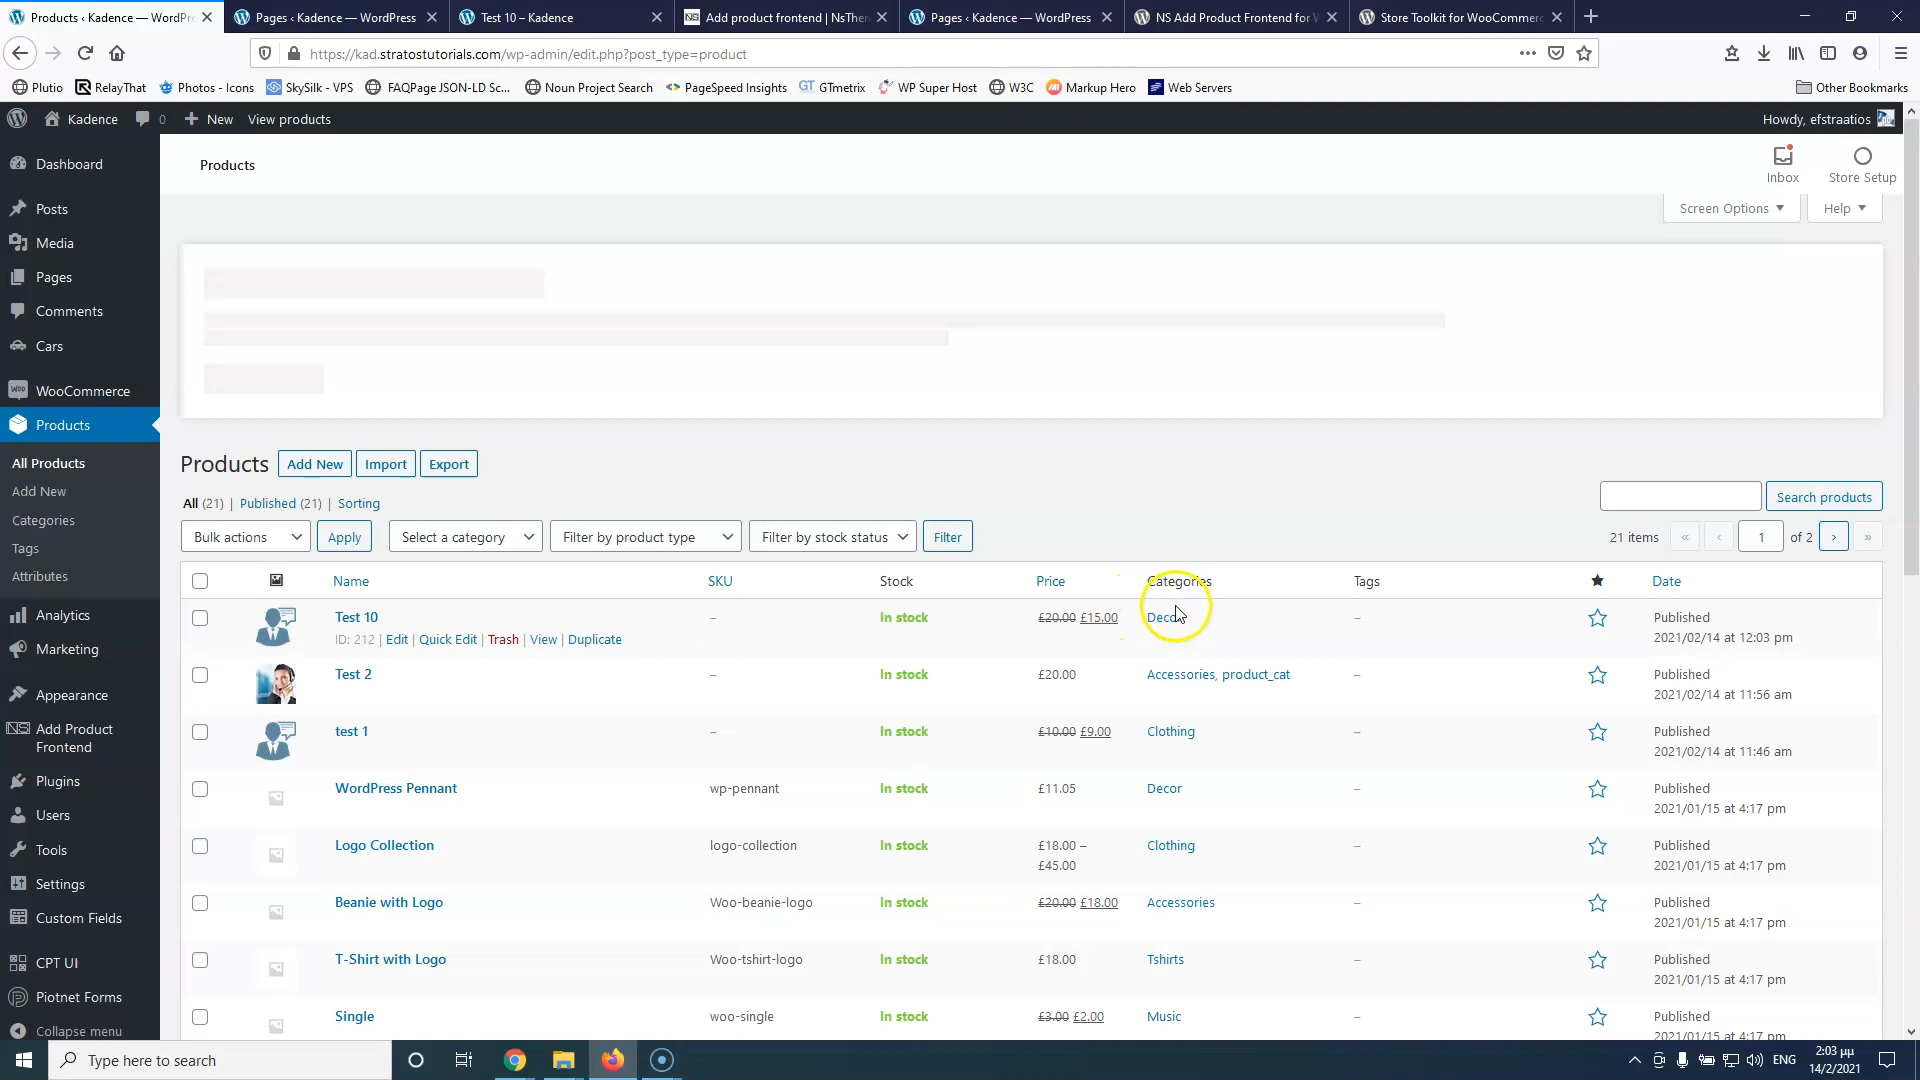 Products ‹ Kadence — WordPre
Pages ‹ Kadence — WordPress
Test 10 – Kadence
Add product frontend | NsThe
Pages ‹ Kadence — WordPress
NS Add Product Frontend for W
Store Toolkit for WooCommerc
https://kad.stratostutorials.com/wp-admin/edit.php?post_type=product
Plutio
RelayThat
Photos - Icons
SkySilk - VPS
FAQPage JSON-LD Sc...
Noun Project Search
PageSpeed Insights
GTmetrix
WP Super Host
W3C
Markup Hero
Web Servers
Other Bookmarks
Kadence
0
New
View products
Howdy, efstraatios
Dashboard
Posts
Media
Pages
Comments
Cars
WooCommerce
Products
All Products
Add New
Categories
Tags
Attributes
Analytics
Marketing
Appearance
Add Product
Frontend
Plugins
Users
Tools
Settings
Custom Fields
CPT UI
Piotnet Forms
Collapse menu
Products
Inbox
Store Setup
Screen Options
Help
Products
Add New
Import
Export
All (21) | Published (21) | Sorting
Search products
Bulk actions
Apply
Select a category
Filter by product type
Filter by stock status
Filter
21 items « ‹ 1 of 2 › »
Name SKU Stock Price Categories Tags Date
Test 10 – In stock £20.00 £15.00 Decor – Published
ID: 212 | Edit | Quick Edit | Trash | View | Duplicate 2021/02/14 at 12:03 pm
Test 2 – In stock £20.00 Accessories, product_cat – Published
2021/02/14 at 11:56 am
test 1 – In stock £10.00 £9.00 Clothing – Published
2021/02/14 at 11:46 am
WordPress Pennant wp-pennant In stock £11.05 Decor – Published
2021/01/15 at 4:17 pm
Logo Collection logo-collection In stock £18.00 – Clothing – Published
£45.00 2021/01/15 at 4:17 pm
Beanie with Logo Woo-beanie-logo In stock £20.00 £18.00 Accessories – Published
2021/01/15 at 4:17 pm
T-Shirt with Logo Woo-tshirt-logo In stock £18.00 Tshirts – Published
2021/01/15 at 4:17 pm
Single woo-single In stock £3.00 £2.00 Music – Published
2021/01/15 at 4:17 pm
Type here to search
ENG
2:03 μμ
14/2/2021